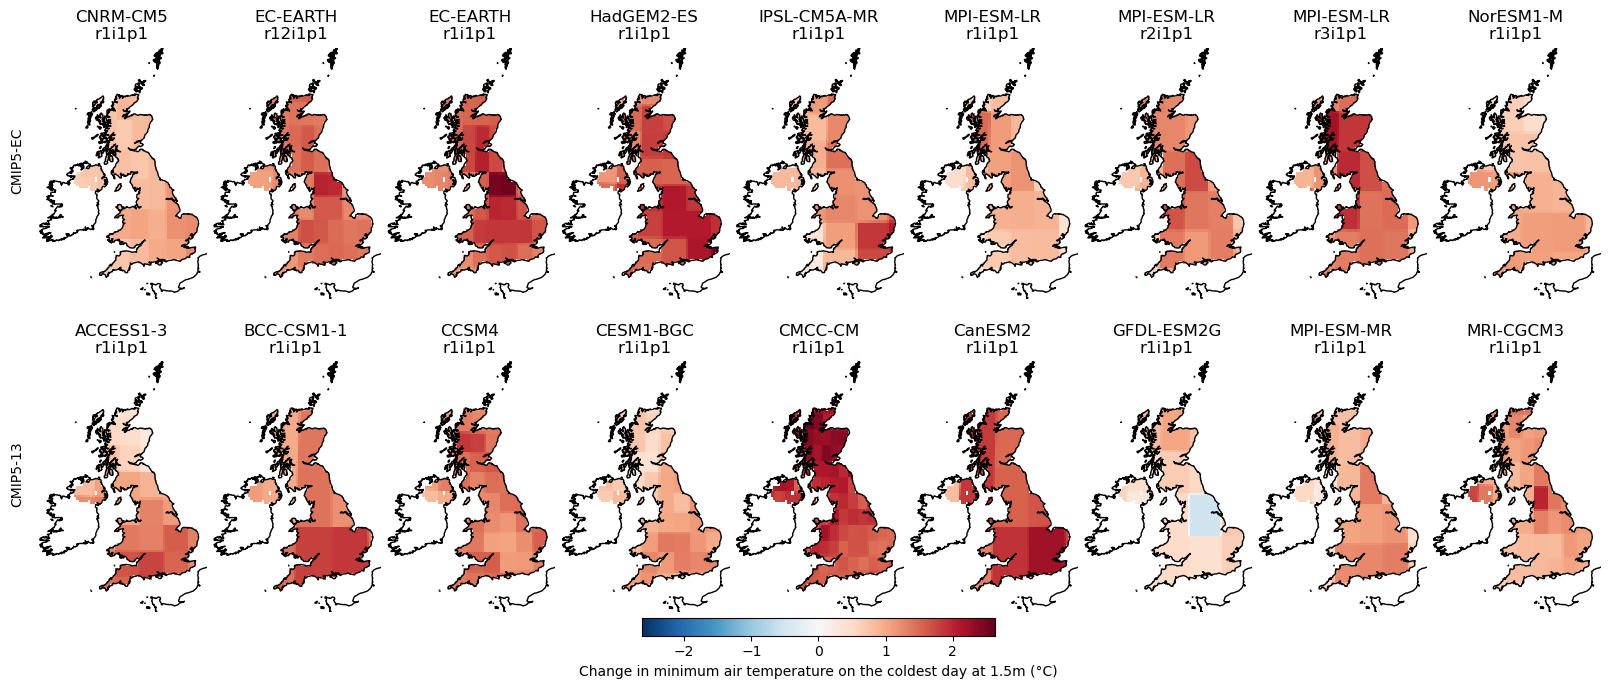 CNRM-CM5
r1i1p1
EC-EARTH
r12i1p1
EC-EARTH
r1i1p1
HadGEM2-ES
r1i1p1
IPSL-CM5A-MR
r1i1p1
MPI-ESM-LR
r1i1p1
MPI-ESM-LR
r2i1p1
MPI-ESM-LR
r3i1p1
NorESM1-M
r1i1p1
CMIP5-EC
ACCESS1-3
r1i1p1
BCC-CSM1-1
r1i1p1
CCSM4
r1i1p1
CESM1-BGC
r1i1p1
CMCC-CM
r1i1p1
CanESM2
r1i1p1
GFDL-ESM2G
r1i1p1
MPI-ESM-MR
r1i1p1
MRI-CGCM3
r1i1p1
CMIP5-13
−2 −1 0 1 2
Change in minimum air temperature on the coldest day at 1.5m (°C)